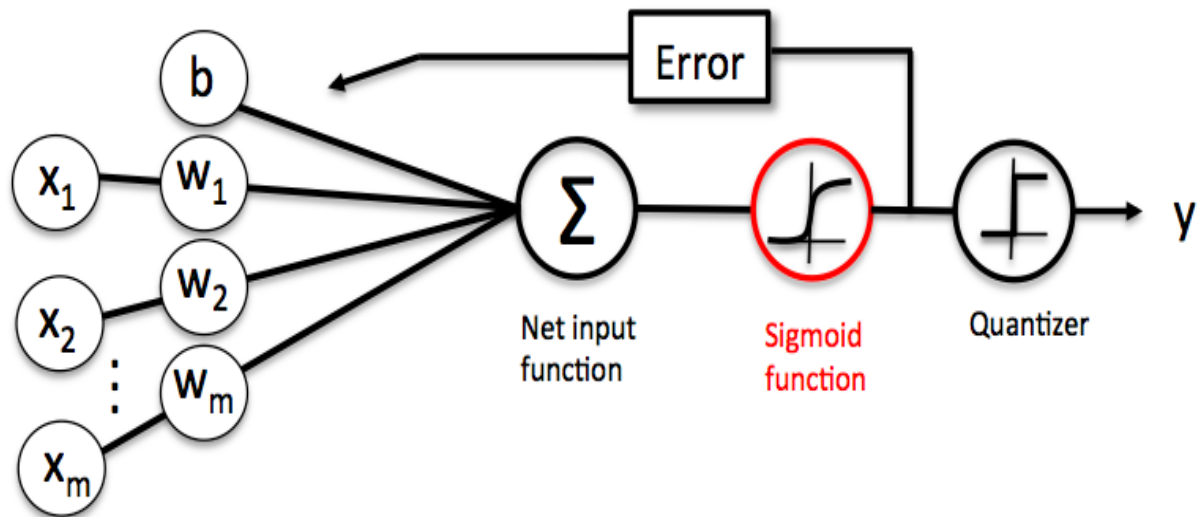 Error
b
x1
w1
Σ
y
w2
x2
wm
xm
Net input
function
Sigmoid
function
Quantizer